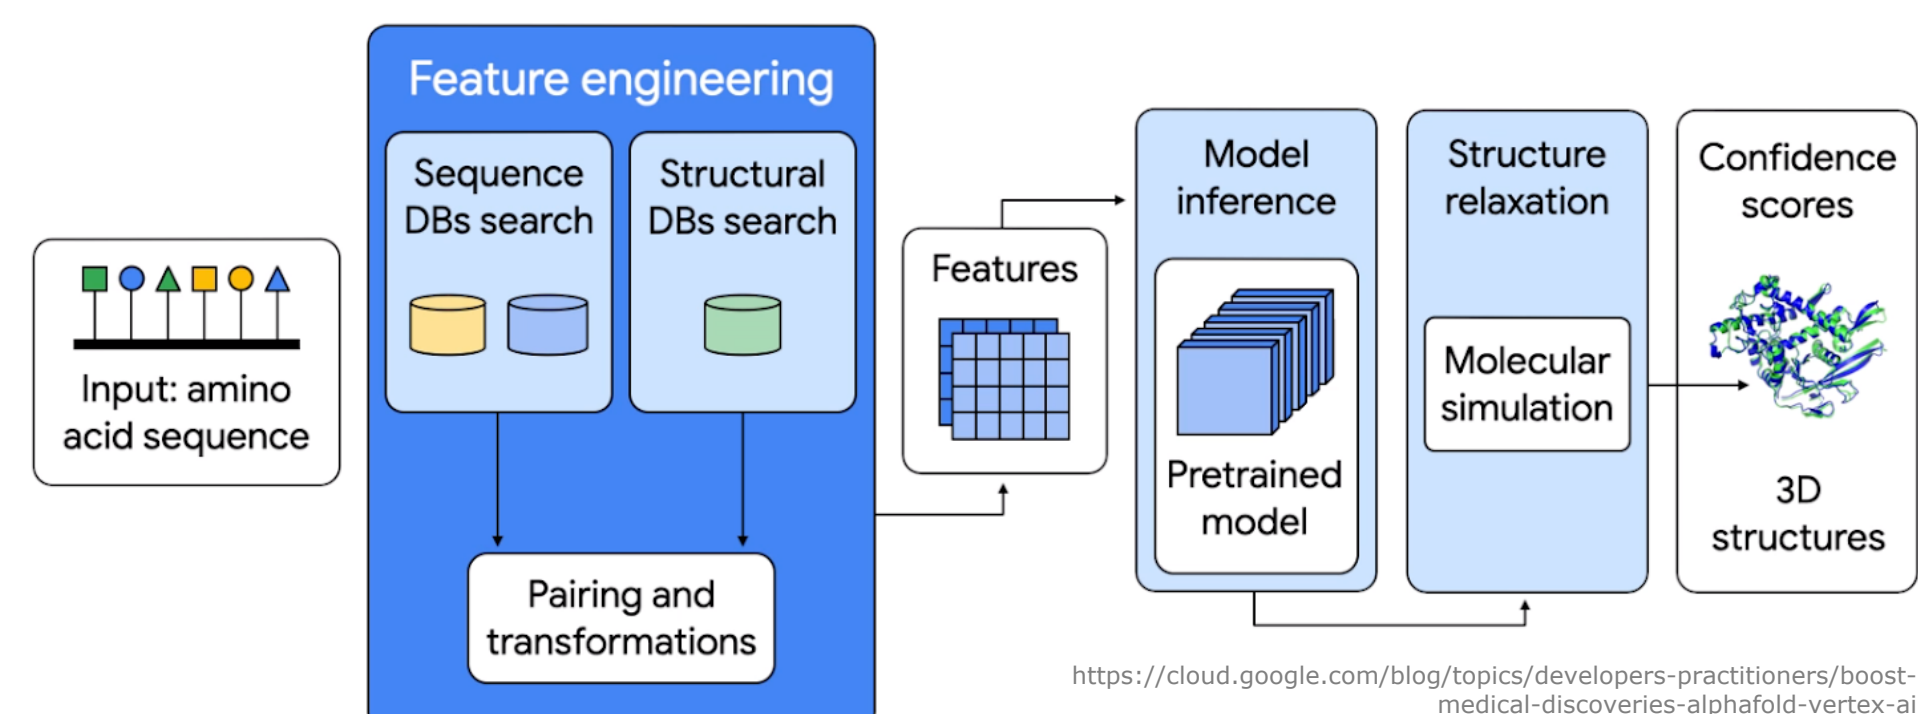 Feature engineering
Sequence
DBs search
Structural
DBs search
Pairing and
transformations
Input: amino
acid sequence
Features
Model
inference
Pretrained
model
Structure
relaxation
Molecular
simulation
Confidence
scores
3D
structures
https://cloud.google.com/blog/topics/developers-practitioners/boost-
medical-discoveries-alphafold-vertex-ai